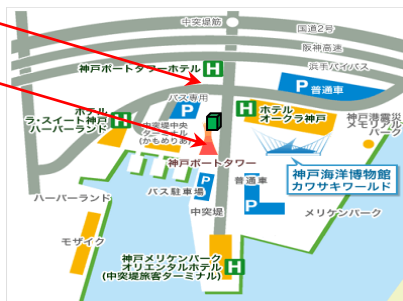 中突堤筋
国道2号
阪神高速
浜手バイパス
神戸ポートタワーホテル
H
P
普通車
バス専用
P
H
ホテル
オークラ神戸
ホテル
ラ・スイート神戸
ハーバーランド
H
中突堤中央
ターミナル
(かもめりあ)
神戸港震災
メモリアル
パーク
神戸ポートタワー
神戸海洋博物館
カワサキワールド
バス駐車場
P
普通車
P
ハーバーランド
中突堤
メリケンパーク
モザイク
神戸メリケンパーク
オリエンタルホテル
(中突堤旅客ターミナル)
H